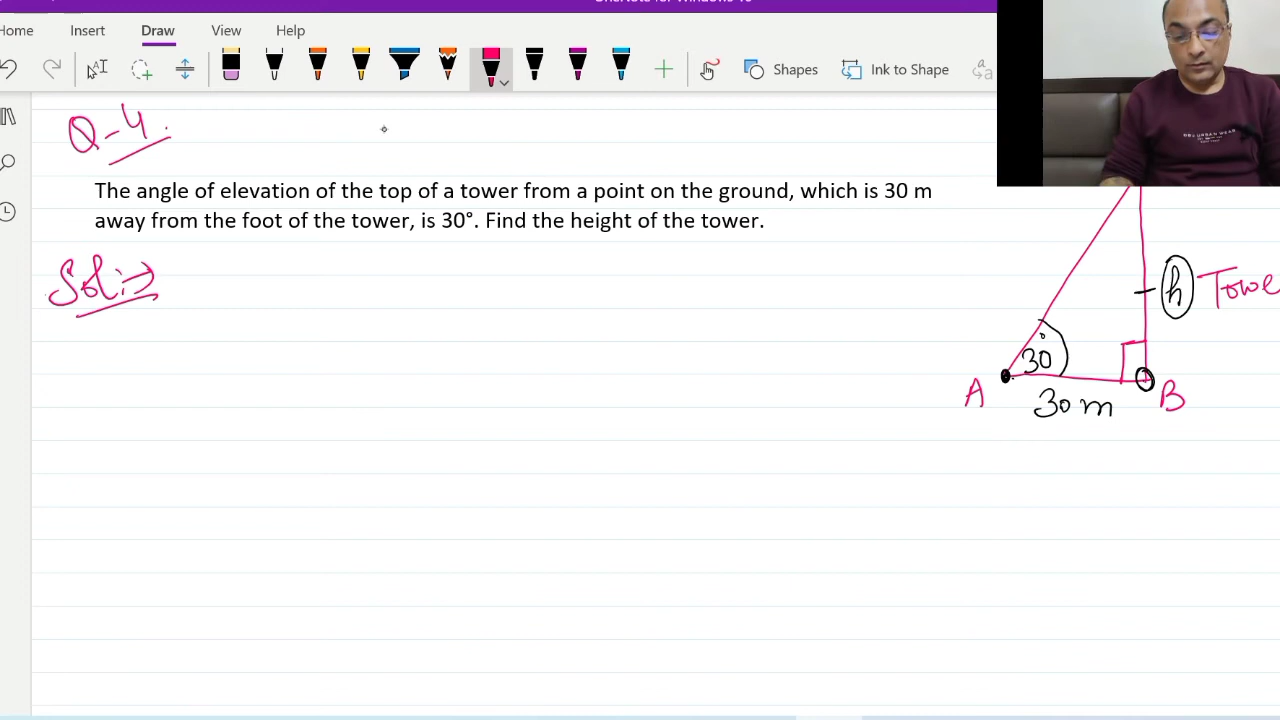 Home Insert Draw View Help
Shapes Ink to Share
Q-4.
The angle of elevation of the top of a tower from a point on the ground, which is 30 m
away from the foot of the tower, is 30°. Find the height of the tower.
Sol:→
h Towe
30°
A 30 m B